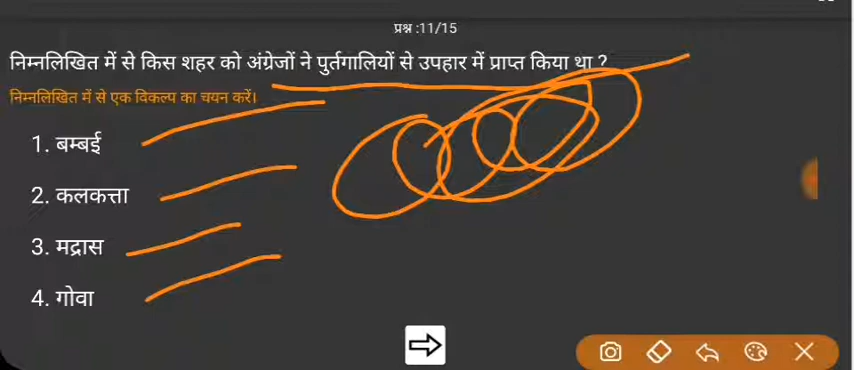 प्रश्न :11/15
निम्नलिखित में से किस शहर को अंग्रेजों ने पुर्तगालियों से उपहार में प्राप्त किया था ?
निम्नलिखित में से एक विकल्प का चयन करें।
1. बम्बई
2. कलकत्ता
3. मद्रास
4. गोवा